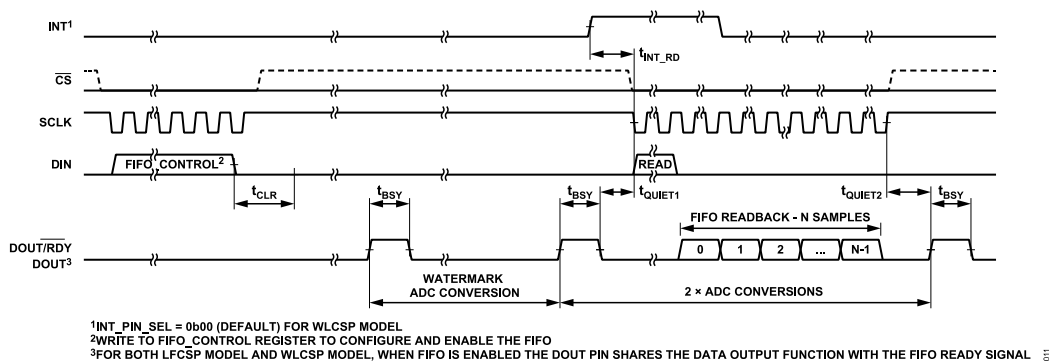 INT1
tINT_RD
CS
SCLK
DIN
FIFO_CONTROL2
READ
tCLR
tBSY
tBSY
tQUIET1
tQUIET2
tBSY
FIFO READBACK - N SAMPLES
DOUT/RDY
DOUT3
0 1 2 ... N-1
WATERMARK
ADC CONVERSION
2 × ADC CONVERSIONS
1INT_PIN_SEL = 0b00 (DEFAULT) FOR WLCSP MODEL
2WRITE TO FIFO_CONTROL REGISTER TO CONFIGURE AND ENABLE THE FIFO
3FOR BOTH LFCSP MODEL AND WLCSP MODEL, WHEN FIFO IS ENABLED THE DOUT PIN SHARES THE DATA OUTPUT FUNCTION WITH THE FIFO READY SIGNAL
011